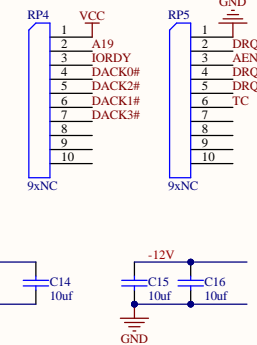 RP4
VCC
1
2 A19
3 IORDY
4 DACK0#
5 DACK2#
6 DACK1#
7 DACK3#
8
9
10
9xNC
GND
RP5
1
2 DRQ
3 AEN
4 DRQ
5 DRQ
6 TC
7
8
9
10
9xNC
C14
10uf
-12V
C15
10uf
C16
10uf
GND